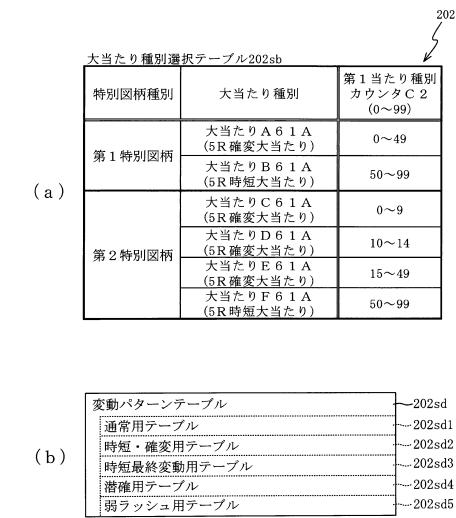 202
大当たり種別選択テーブル202sb
特別図柄種別 大当たり種別 第1当たり種別
カウンタC2
(0～99)
(a)
第1特別図柄
大当たりA61A
(5R確変大当たり)
0～49
大当たりB61A
(5R時短大当たり)
50～99
第2特別図柄
大当たりC61A
(5R確変大当たり)
0～9
大当たりD61A
(5R確変大当たり)
10～14
大当たりE61A
(5R確変大当たり)
15～49
大当たりF61A
(5R時短大当たり)
50～99
(b)
変動パターンテーブル 202sd
通常用テーブル 202sd1
時短・確変用テーブル 202sd2
時短最終変動用テーブル 202sd3
潜確用テーブル 202sd4
弱ラッシュ用テーブル 202sd5